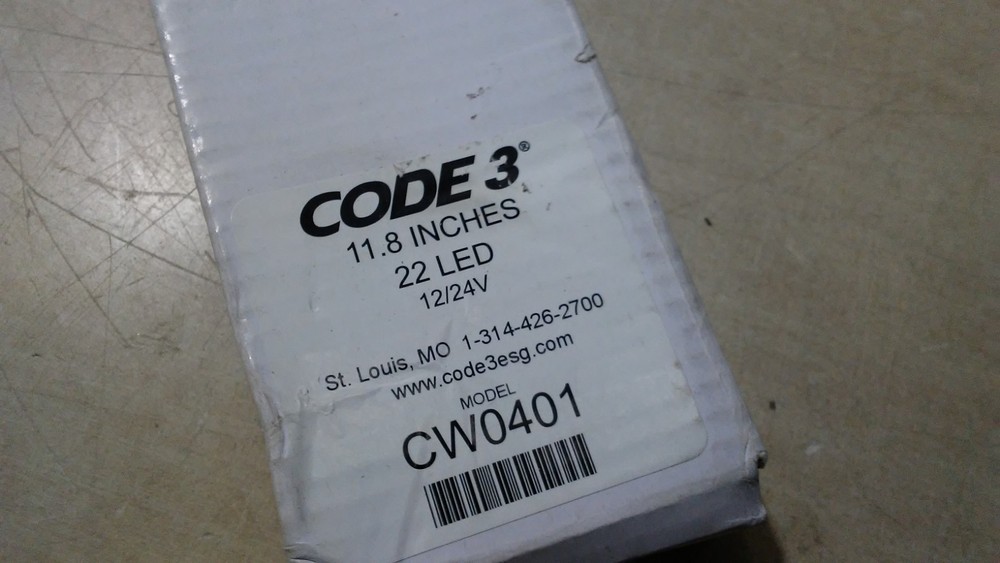 CODE 3®
11.8 INCHES
22 LED
12/24V
St. Louis, MO 1-314-426-2700
www.code3esg.com
MODEL
CW0401